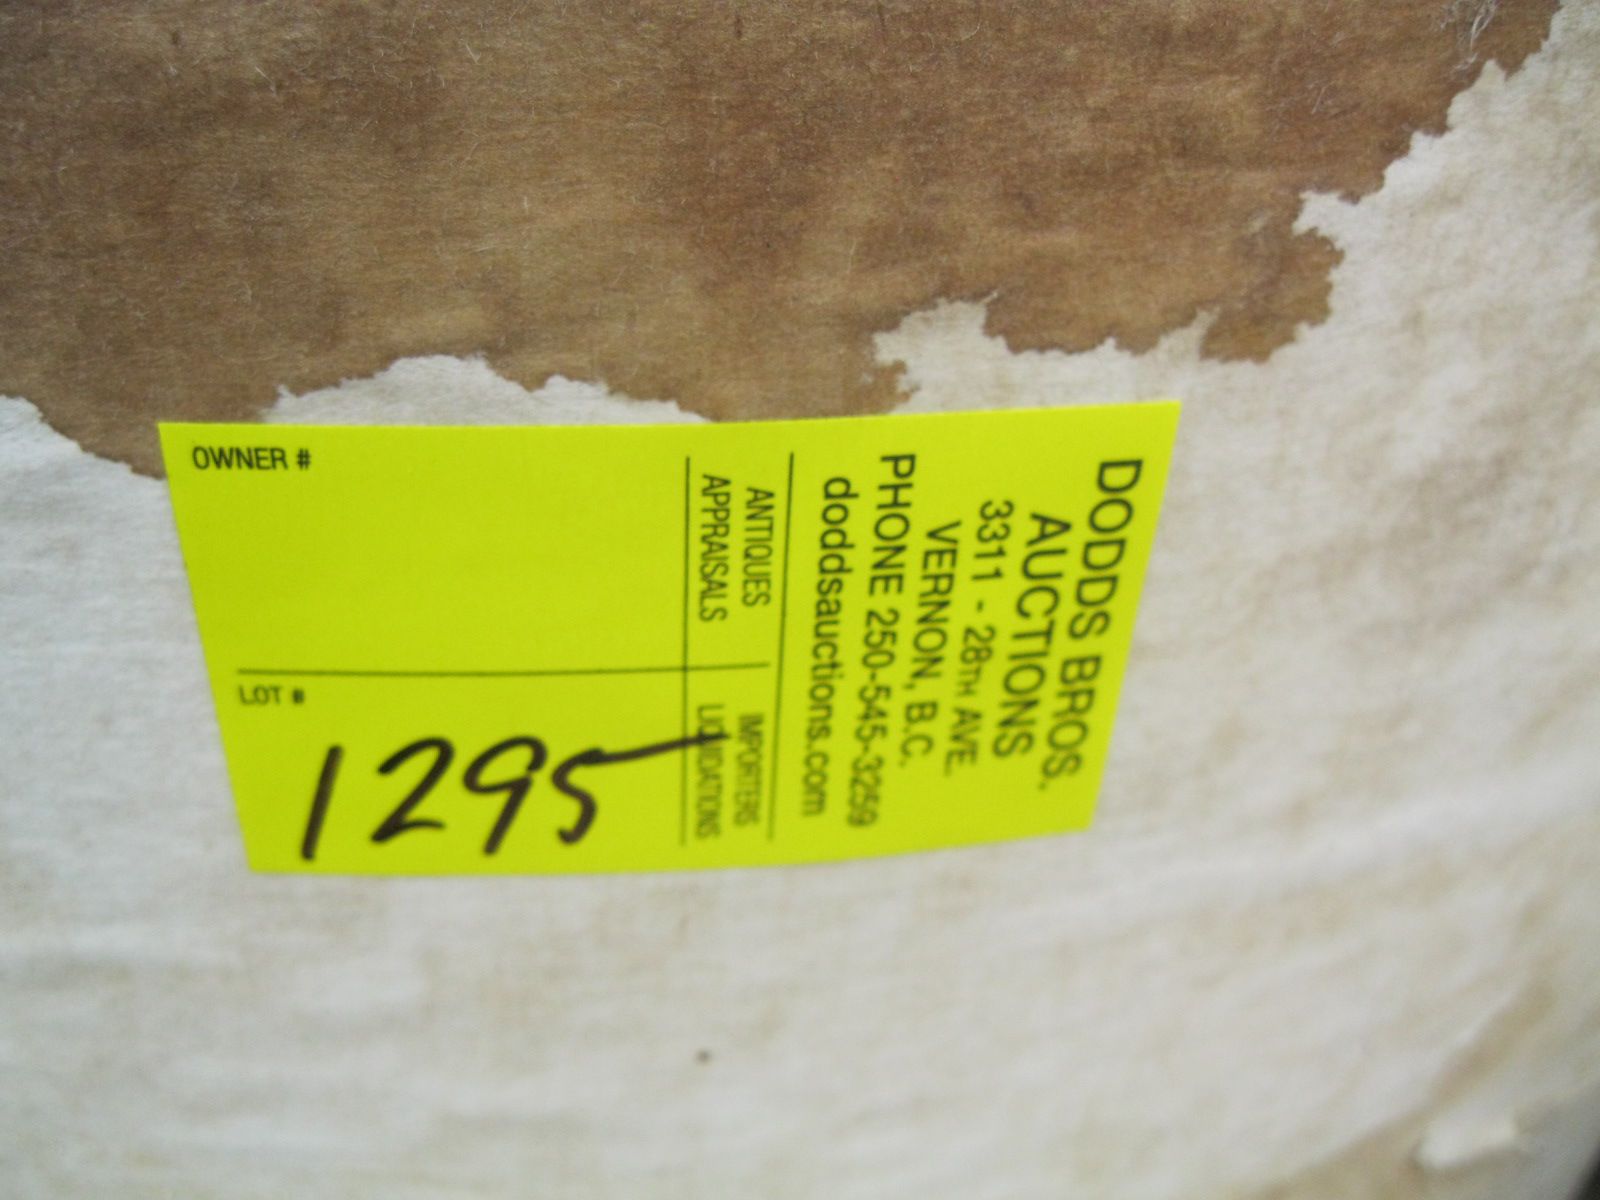 DODDS BROS.
AUCTIONS
3311 - 28TH AVE.
VERNON, B.C.
PHONE 250-545-3259
doddsauctions.com
ANTIQUES IMPORTERS
APPRAISALS LIQUIDATIONS
OWNER #
LOT #
1295